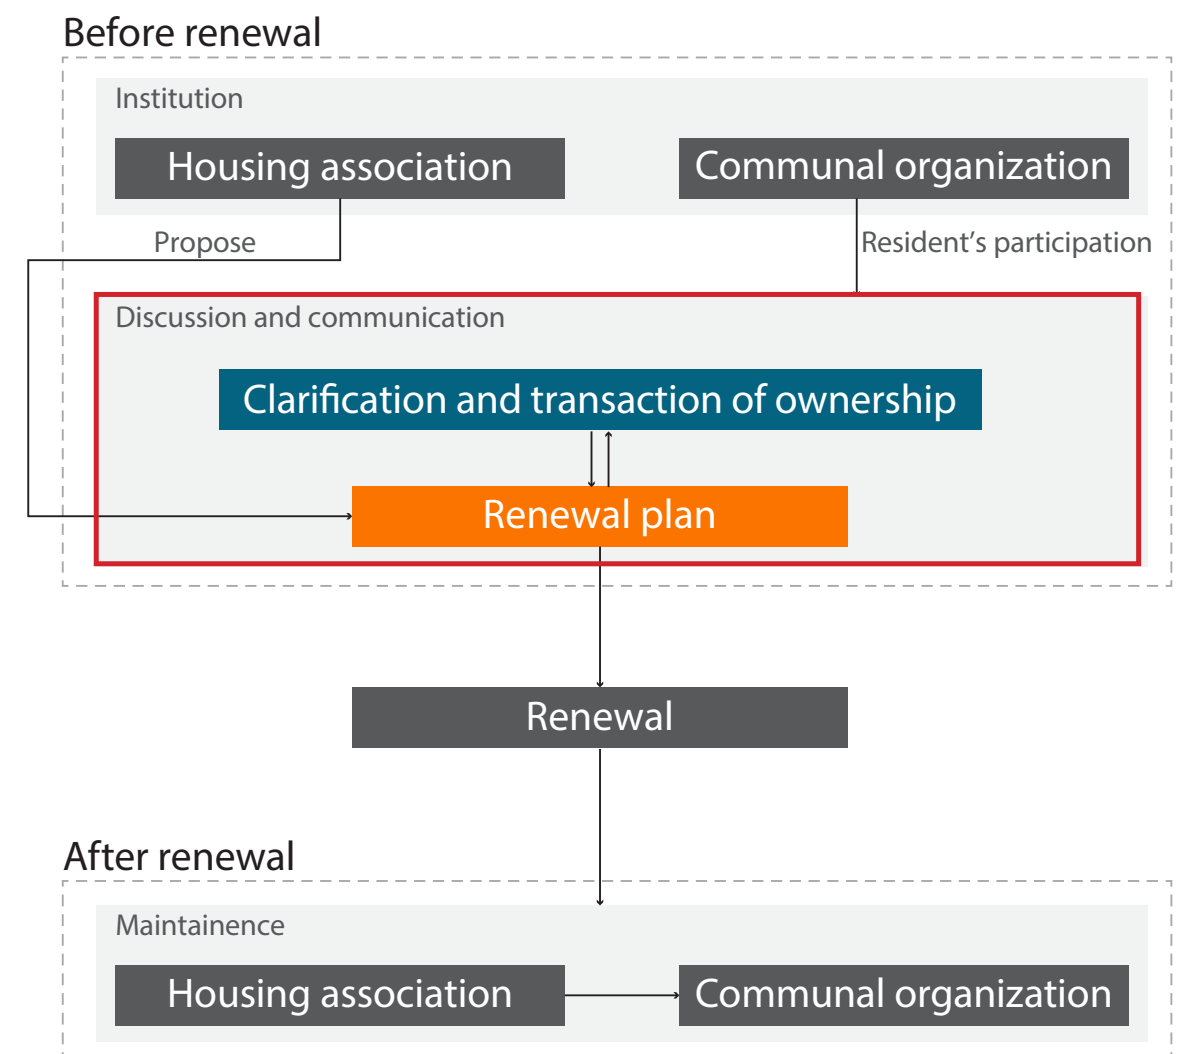 Before renewal
Institution
Housing association
Communal organization
Propose
Resident’s participation
Discussion and communication
Clarification and transaction of ownership
Renewal plan
Renewal
After renewal
Maintainence
Housing association
Communal organization